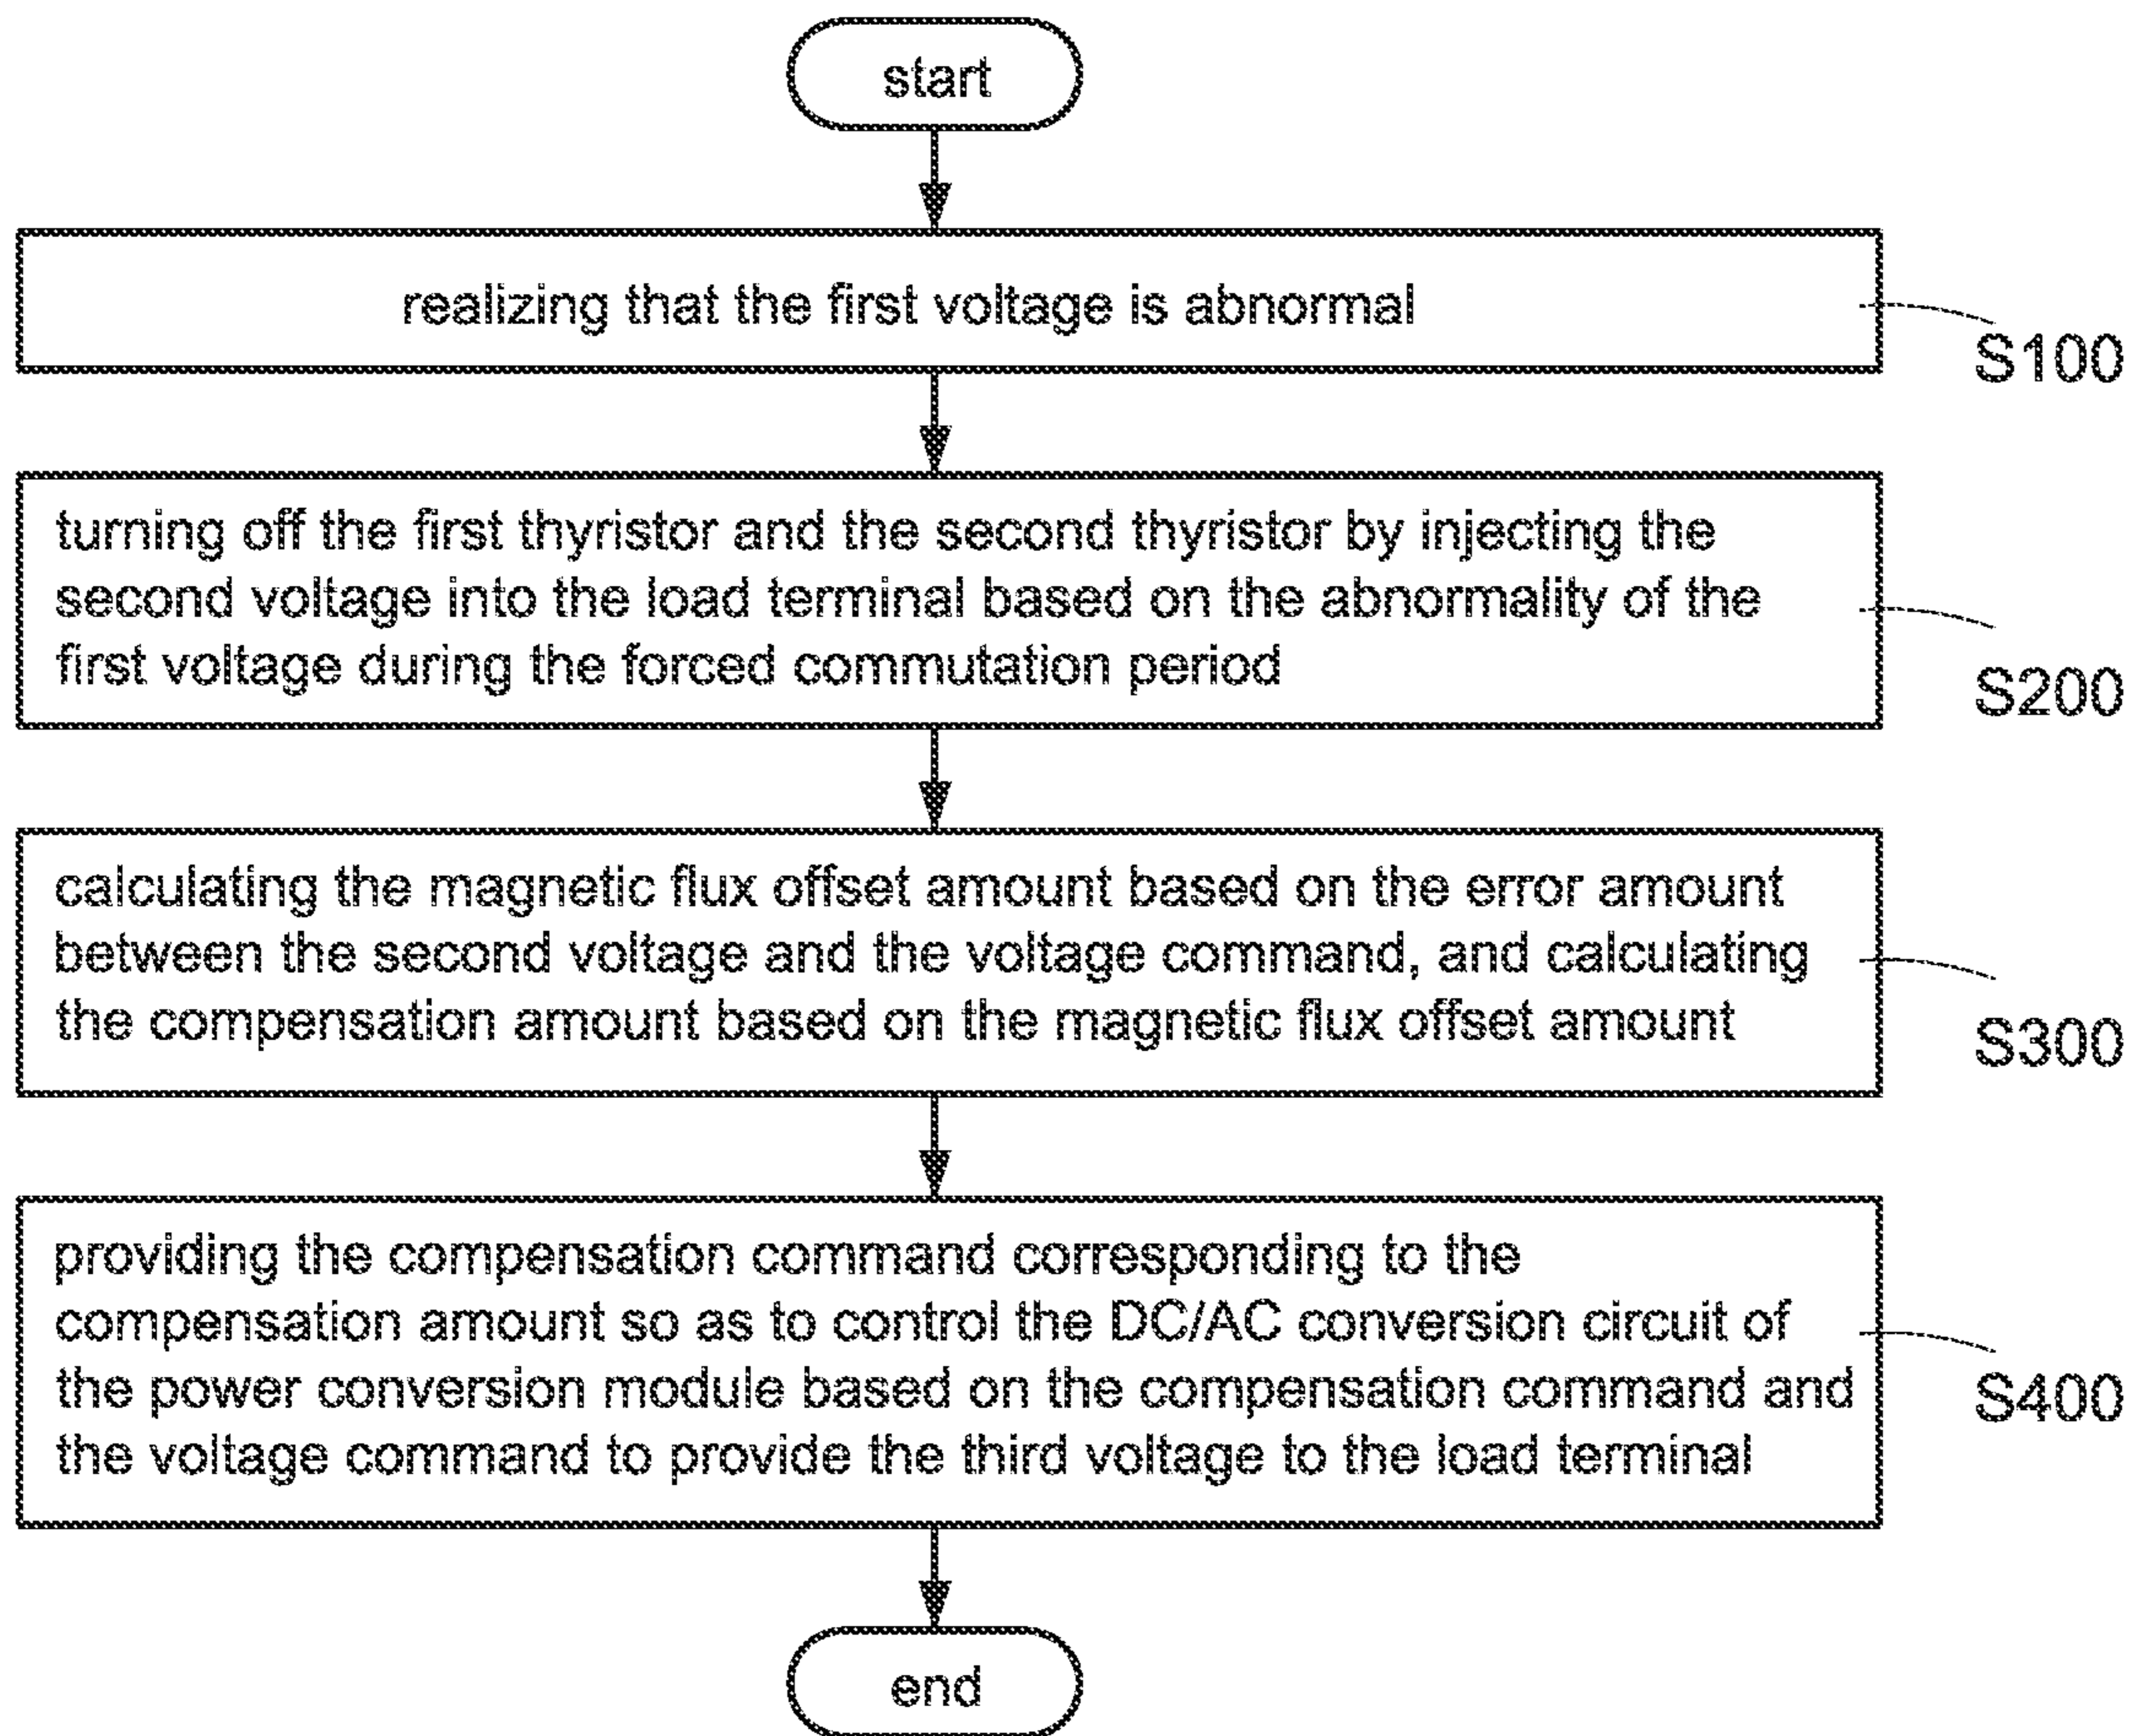 start
realizing that the first voltage is abnormal
S100
turning off the first thyristor and the second thyristor by injecting the
second voltage into the load terminal based on the abnormality of the
first voltage during the forced commutation period
S200
calculating the magnetic flux offset amount based on the error amount
between the second voltage and the voltage command, and calculating
the compensation amount based on the magnetic flux offset amount
S300
providing the compensation command corresponding to the
compensation amount so as to control the DC/AC conversion circuit of
the power conversion module based on the compensation command and
the voltage command to provide the third voltage to the load terminal
S400
end